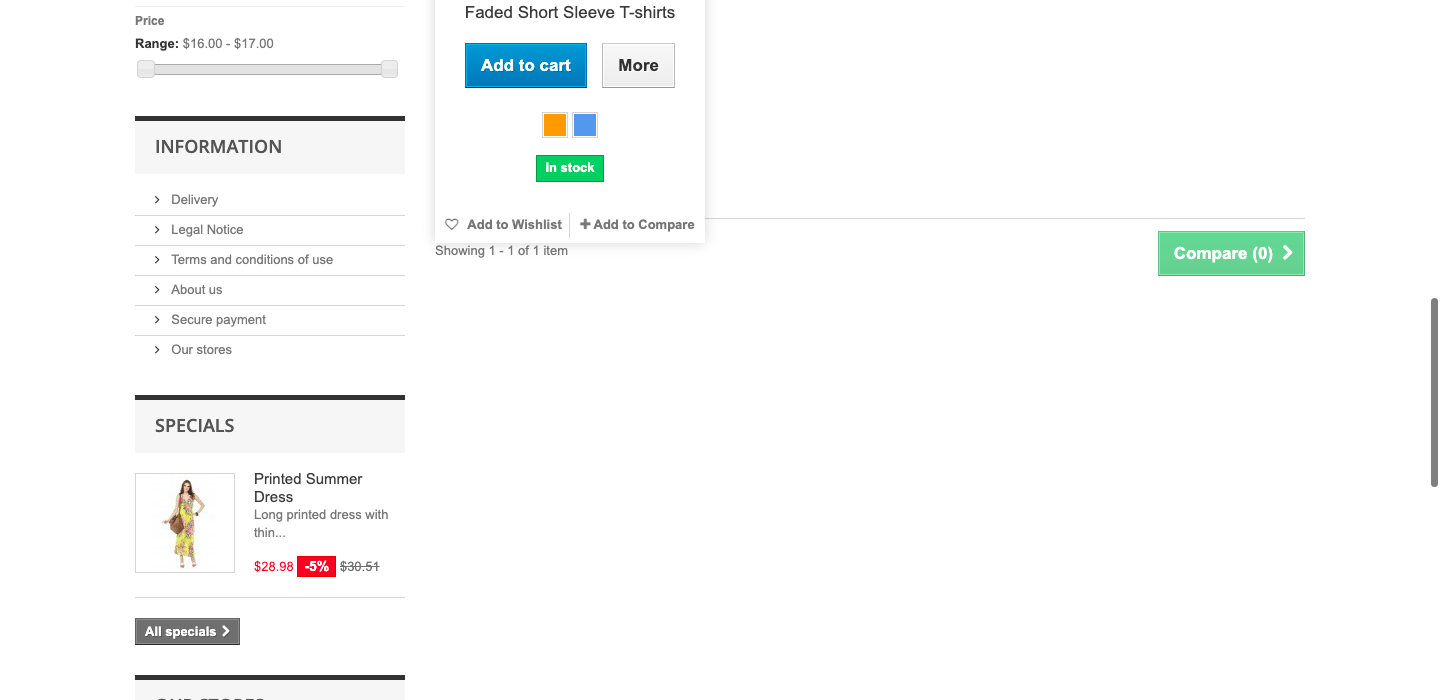 Price
Range: $16.00 - $17.00
INFORMATION
Delivery
Legal Notice
Terms and conditions of use
About us
Secure payment
Our stores
SPECIALS
Printed Summer
Dress
Long printed dress with
thin...
$28.98 -5% $30.51
All specials
OUR STORES
Faded Short Sleeve T-shirts
Add to cart More
In stock
Add to Wishlist Add to Compare
Showing 1 - 1 of 1 item
Compare (0)